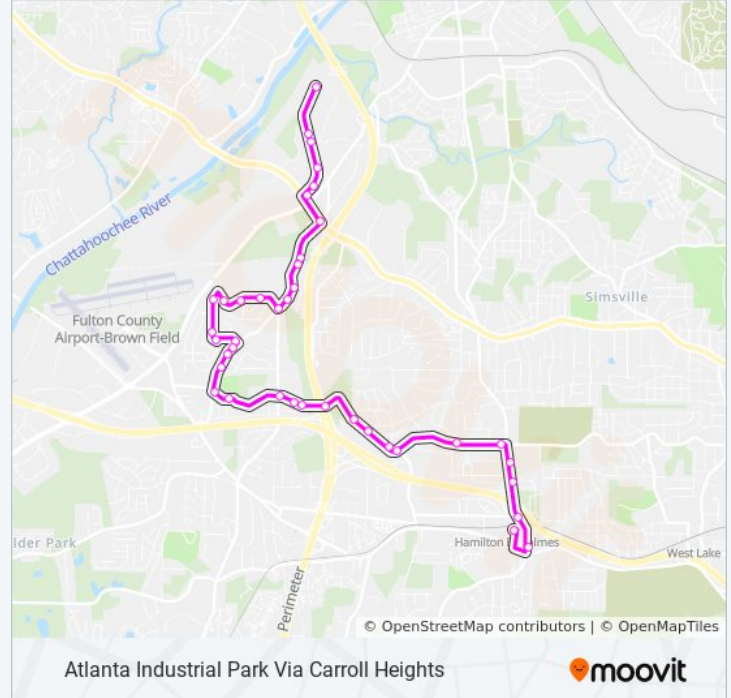 Chattahoochee River
Simsville
Fulton County
Airport-Brown Field
lder Park
Hamilton E Holmes
West Lake
Perimeter
© OpenStreetMap contributors | © OpenMapTiles
Atlanta Industrial Park Via Carroll Heights
moovit